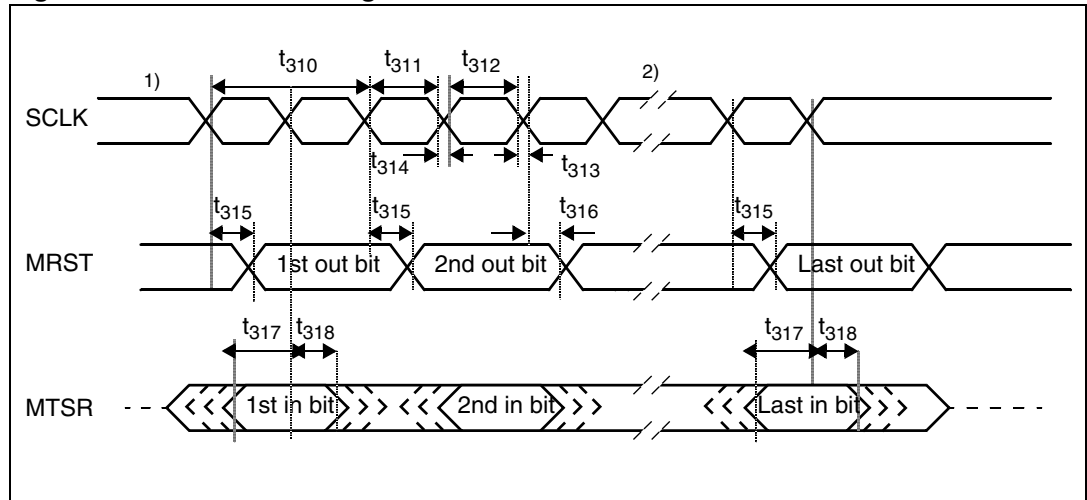 t310 t311 t312
1) 2)
SCLK
t314 t313
t315 t315 t316 t315
MRST 1st out bit 2nd out bit Last out bit
t317 t318 t317 t318
MTSR 1st in bit 2nd in bit Last in bit